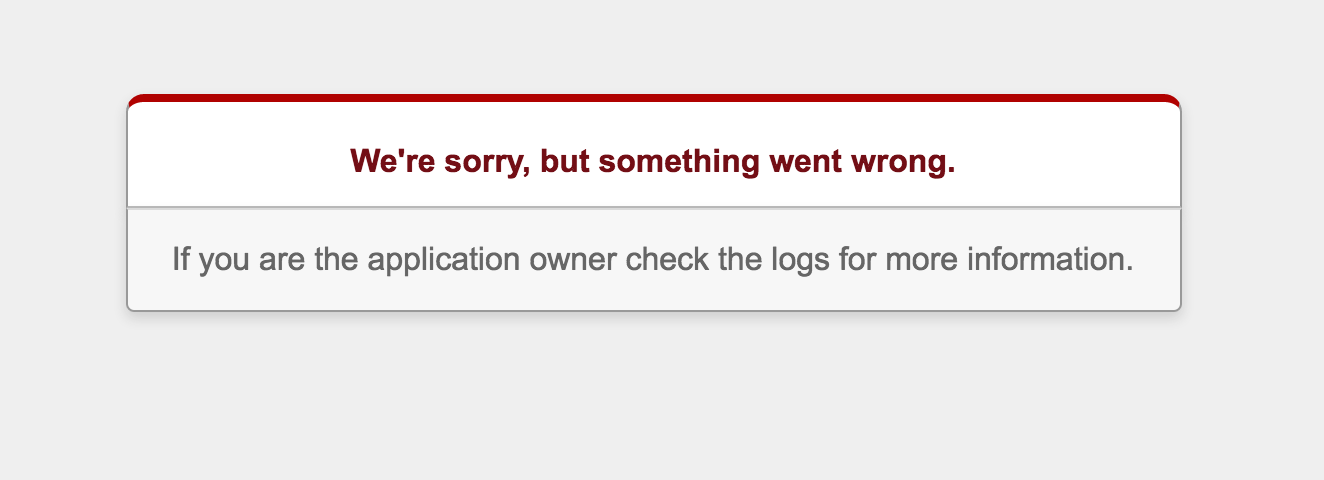 We're sorry, but something went wrong.
If you are the application owner check the logs for more information.